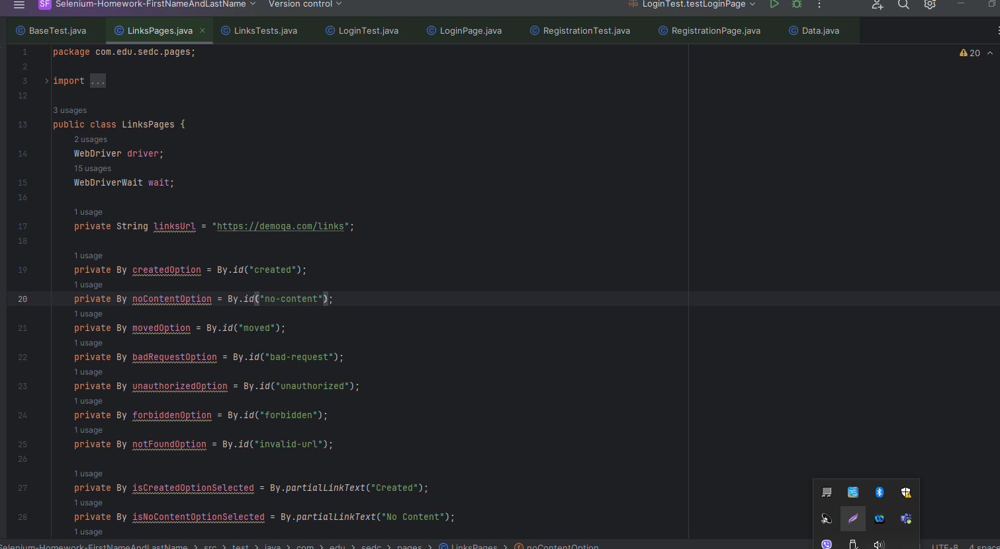 SF Selenium-Homework-FirstNameAndLastName Version control LoginTest.testLoginPage
BaseTest.java LinksPages.java LinksTests.java LoginTest.java LoginPage.java RegistrationTest.java RegistrationPage.java Data.java
20
1 package com.edu.sedc.pages;
2
3 import ...
12
3 usages
13 public class LinksPages {
2 usages
14 WebDriver driver;
15 usages
15 WebDriverWait wait;
16
1 usage
17 private String linksUrl = "https://demoqa.com/links";
18
1 usage
19 private By createdOption = By.id("created");
1 usage
20 private By noContentOption = By.id("no-content");
1 usage
21 private By movedOption = By.id("moved");
1 usage
22 private By badRequestOption = By.id("bad-request");
1 usage
23 private By unauthorizedOption = By.id("unauthorized");
1 usage
24 private By forbiddenOption = By.id("forbidden");
1 usage
25 private By notFoundOption = By.id("invalid-url");
26
1 usage
27 private By isCreatedOptionSelected = By.partialLinkText("Created");
1 usage
28 private By isNoContentOptionSelected = By.partialLinkText("No Content");
1 usage
Selenium-Homework-FirstNameAndLastName > src > test > java > com > edu > sedc > pages > LinksPages > noContentOption UTF-8 4 spac